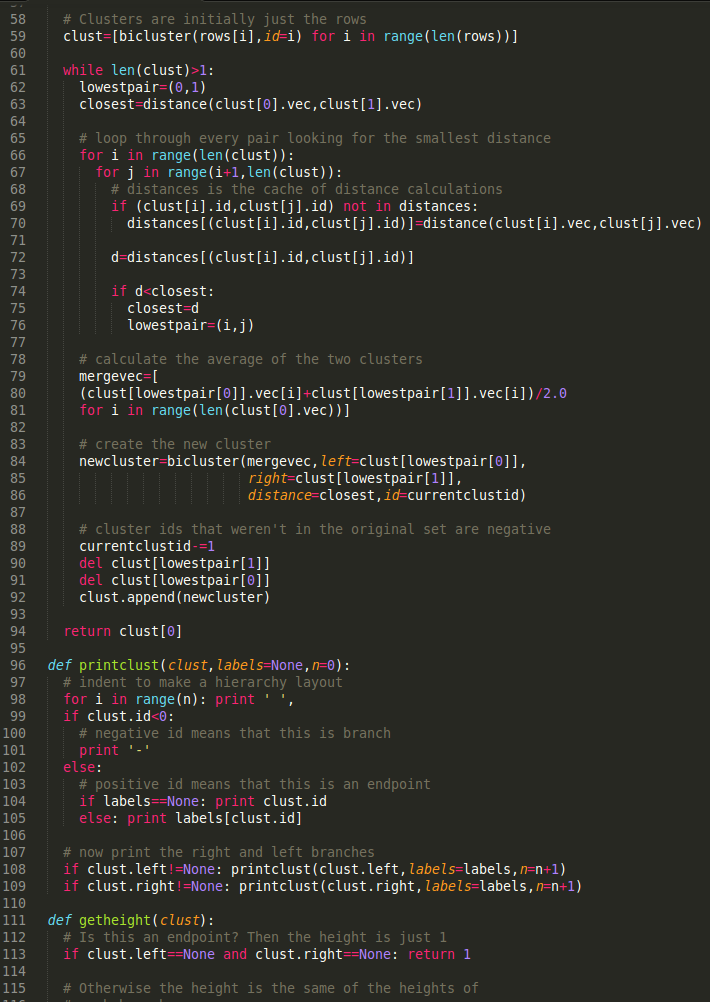 58 # Clusters are initially just the rows
59 clust=[bicluster(rows[i],id=i) for i in range(len(rows))]
60
61 while len(clust)>1:
62 lowestpair=(0,1)
63 closest=distance(clust[0].vec,clust[1].vec)
64
65 # loop through every pair looking for the smallest distance
66 for i in range(len(clust)):
67 for j in range(i+1,len(clust)):
68 # distances is the cache of distance calculations
69 if (clust[i].id,clust[j].id) not in distances:
70 distances[(clust[i].id,clust[j].id)]=distance(clust[i].vec,clust[j].vec)
71
72 d=distances[(clust[i].id,clust[j].id)]
73
74 if d<closest:
75 closest=d
76 lowestpair=(i,j)
77
78 # calculate the average of the two clusters
79 mergevec=[
80 (clust[lowestpair[0]].vec[i]+clust[lowestpair[1]].vec[i])/2.0
81 for i in range(len(clust[0].vec))]
82
83 # create the new cluster
84 newcluster=bicluster(mergevec,left=clust[lowestpair[0]],
85 right=clust[lowestpair[1]],
86 distance=closest,id=currentclustid)
87
88 # cluster ids that weren't in the original set are negative
89 currentclustid-=1
90 del clust[lowestpair[1]]
91 del clust[lowestpair[0]]
92 clust.append(newcluster)
93
94 return clust[0]
95
96 def printclust(clust,labels=None,n=0):
97 # indent to make a hierarchy layout
98 for i in range(n): print ' ',
99 if clust.id<0:
100 # negative id means that this is branch
101 print '-'
102 else:
103 # positive id means that this is an endpoint
104 if labels==None: print clust.id
105 else: print labels[clust.id]
106
107 # now print the right and left branches
108 if clust.left!=None: printclust(clust.left,labels=labels,n=n+1)
109 if clust.right!=None: printclust(clust.right,labels=labels,n=n+1)
110
111 def getheight(clust):
112 # Is this an endpoint? Then the height is just 1
113 if clust.left==None and clust.right==None: return 1
114
115 # Otherwise the height is the same of the heights of